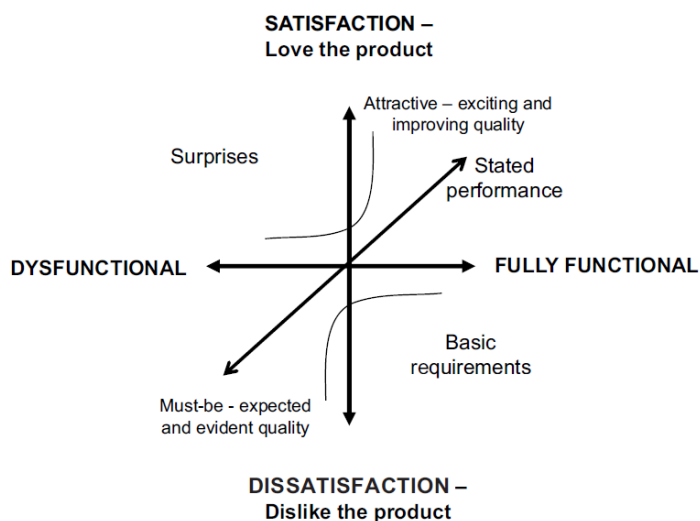 SATISFACTION –
Love the product
Attractive – exciting and
improving quality
Surprises
Stated
performance
DYSFUNCTIONAL
FULLY FUNCTIONAL
Basic
requirements
Must-be - expected
and evident quality
DISSATISFACTION –
Dislike the product